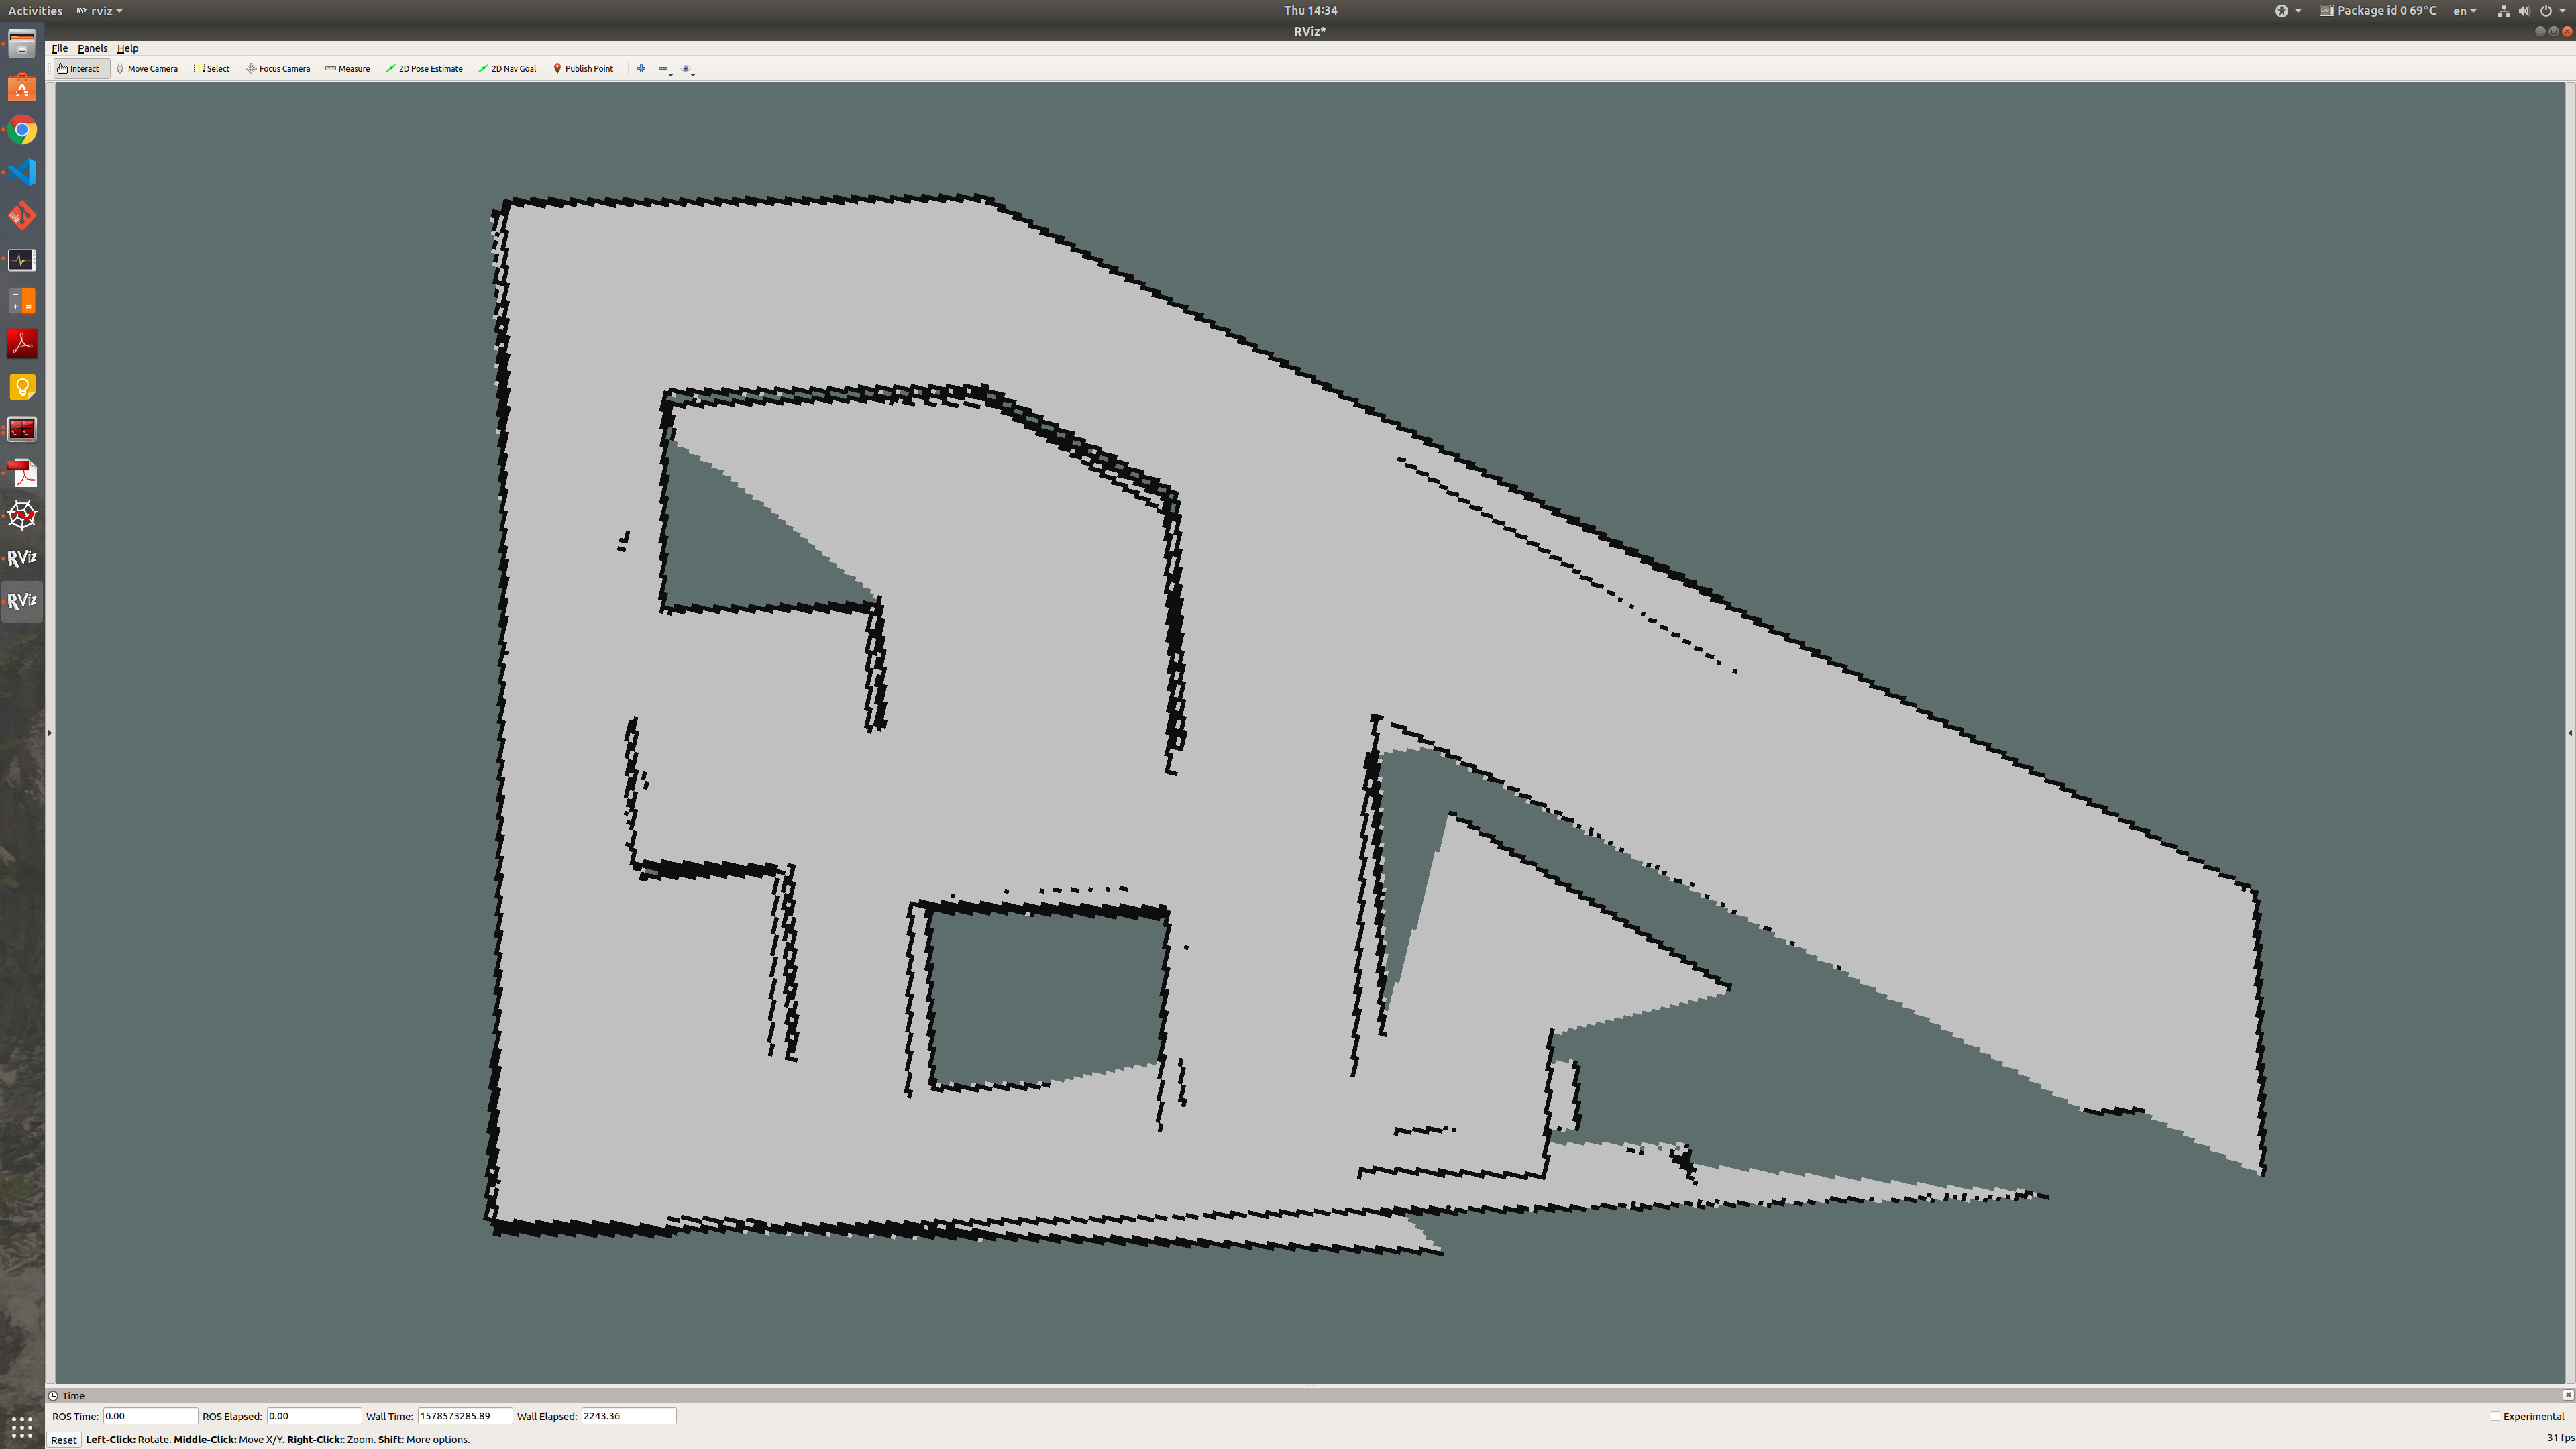 Activities rviz Thu 14:34 Package id 0 69°C en
RViz*
File Panels Help
Interact Move Camera Select Focus Camera Measure 2D Pose Estimate 2D Nav Goal Publish Point
RViz
RViz
Time
ROS Time: 0.00 ROS Elapsed: 0.00 Wall Time: 1578573285.89 Wall Elapsed: 2243.36 Experimental
Reset Left-Click: Rotate. Middle-Click: Move X/Y. Right-Click:: Zoom. Shift: More options. 31 fps